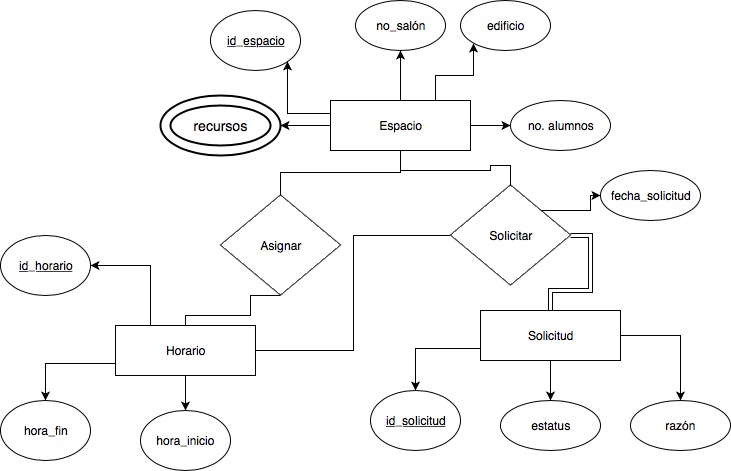 no_salón
edificio
id_espacio
recursos
Espacio
no. alumnos
fecha_solicitud
Asignar
Solicitar
id_horario
Horario
Solicitud
hora_fin
hora_inicio
id_solicitud
estatus
razón